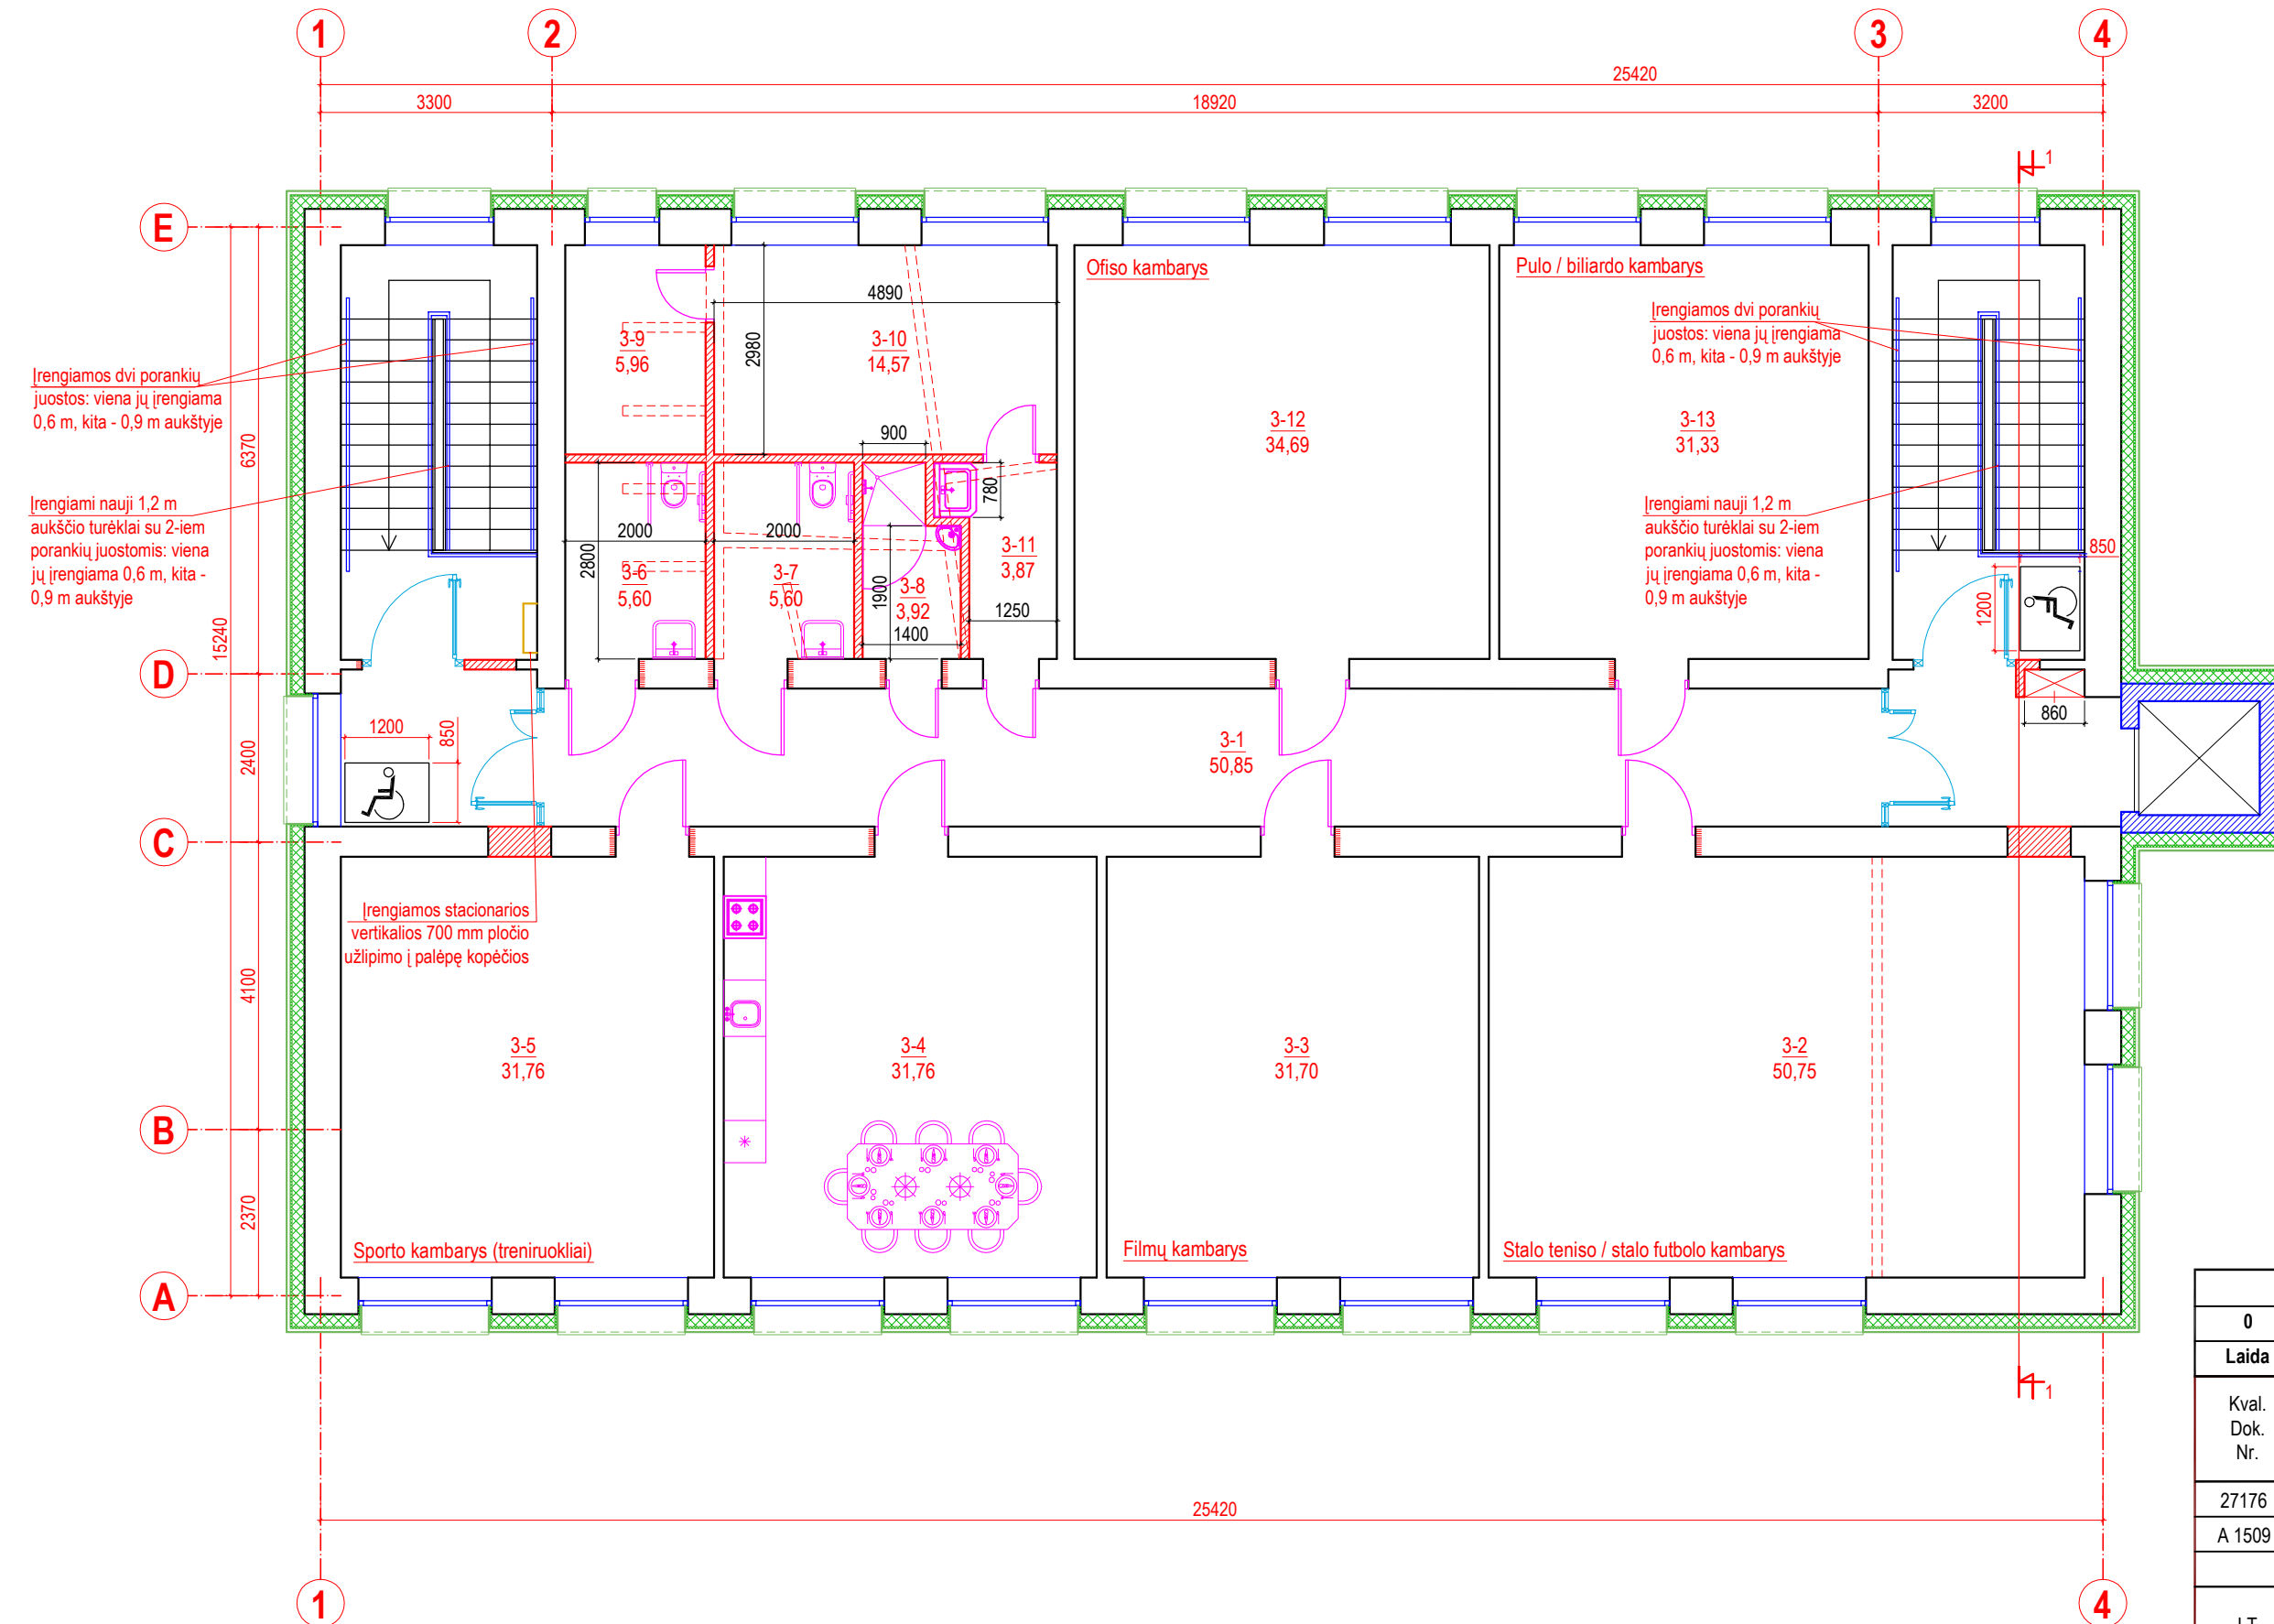 1
2
3
4
25420
3300
18920
3200
1
E
Ofiso kambarys
Pulo / biliardo kambarys
4890
2980
3-9
5,96
3-10
14,57
Įrengiamos dvi porankių
juostos: viena jų įrengiama
0,6 m, kita - 0,9 m aukštyje
Įrengiamos dvi porankių
juostos: viena jų įrengiama
0,6 m, kita - 0,9 m aukštyje
3-12
34,69
3-13
31,33
900
6370
780
Įrengiami nauji 1,2 m
aukščio turėklai su 2-iem
porankių juostomis: viena
jų įrengiama 0,6 m, kita -
0,9 m aukštyje
Įrengiami nauji 1,2 m
aukščio turėklai su 2-iem
porankių juostomis: viena
jų įrengiama 0,6 m, kita -
0,9 m aukštyje
2000
2000
2800
3-6
5,60
3-7
5,60
1900
3-8
3,92
3-11
3,87
1400
1250
850
1200
15240
D
860
1200
850
2400
3-1
50,85
C
Įrengiamos stacionarios
vertikalios 700 mm pločio
užlipimo į palėpę kopėčios
4100
3-5
31,76
3-4
31,76
3-3
31,70
3-2
50,75
B
2370
Sporto kambarys (treniruokliai)
Filmų kambarys
Stalo teniso / stalo futbolo kambarys
A
0
Laida
1
Kval.
Dok.
Nr.
27176
25420
A 1509
1
4
LT